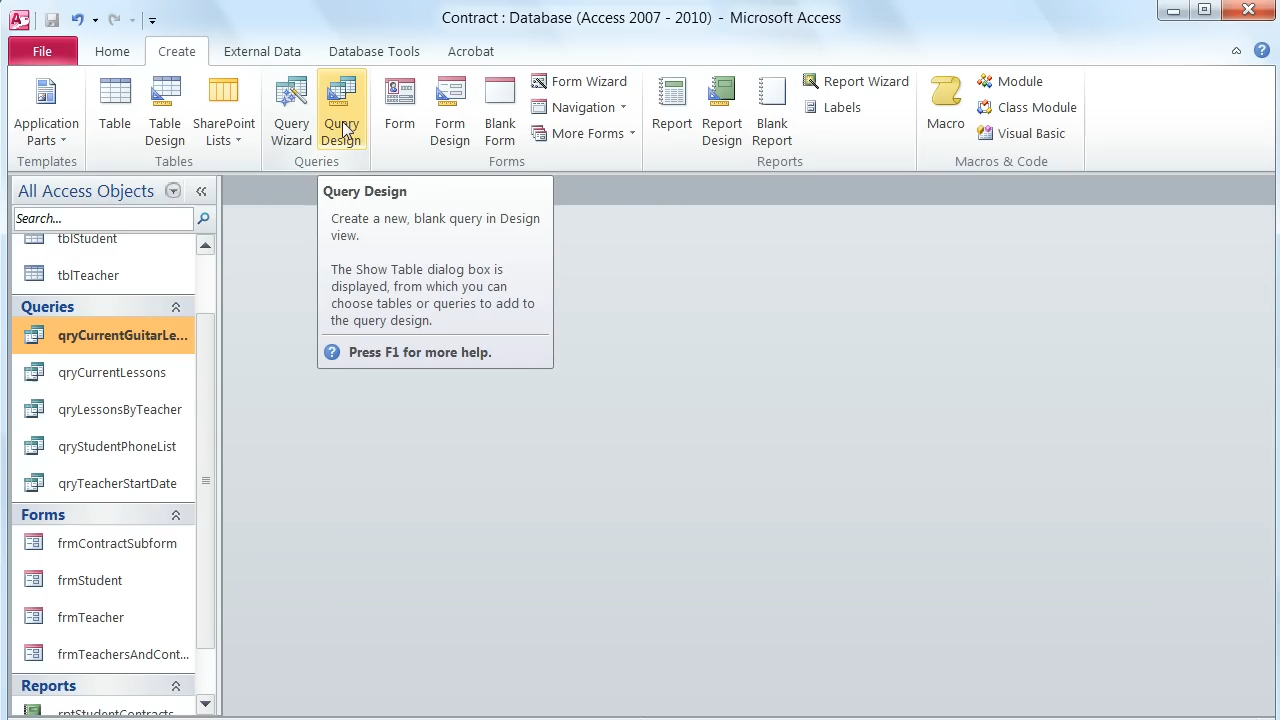 Contract : Database (Access 2007 - 2010) - Microsoft Access
File Home Create External Data Database Tools Acrobat
Application Parts
Templates
Table
Table Design
SharePoint Lists
Tables
Query Wizard
Query Design
Queries
Form
Form Design
Blank Form
Form Wizard
Navigation
More Forms
Forms
Report
Report Design
Blank Report
Report Wizard
Labels
Reports
Macro
Module
Class Module
Visual Basic
Macros & Code
All Access Objects
Search...
tblStudent
tblTeacher
Queries
qryCurrentGuitarLe...
qryCurrentLessons
qryLessonsByTeacher
qryStudentPhoneList
qryTeacherStartDate
Forms
frmContractSubform
frmStudent
frmTeacher
frmTeachersAndCont...
Reports
rptStudentContracts
Query Design
Create a new, blank query in Design
view.
The Show Table dialog box is
displayed, from which you can
choose tables or queries to add to
the query design.
Press F1 for more help.